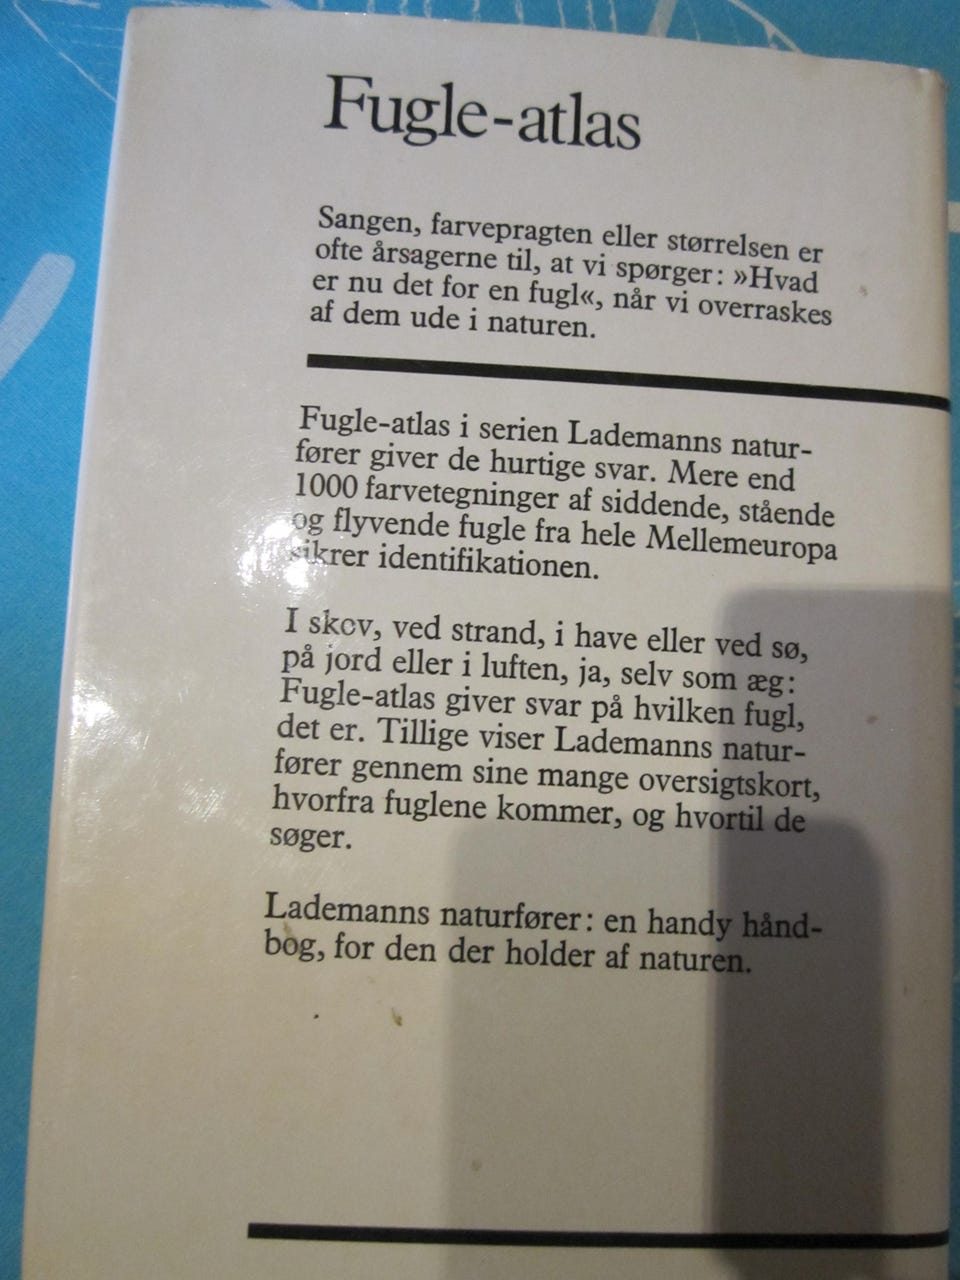 Fugle-atlas
Sangen, farvepragten eller størrelsen er
ofte årsagerne til, at vi spørger: »Hvad
er nu det for en fugl«, når vi overraskes
af dem ude i naturen.
Fugle-atlas i serien Lademanns natur-
fører giver de hurtige svar. Mere end
1000 farvetegninger af siddende, stående
og flyvende fugle fra hele Mellemeuropa
sikrer identifikationen.
I skov, ved strand, i have eller ved sø,
på jord eller i luften, ja, selv som æg:
Fugle-atlas giver svar på hvilken fugl,
det er. Tillige viser Lademanns natur-
fører gennem sine mange oversigtskort,
hvorfra fuglene kommer, og hvortil de
søger.
Lademanns naturfører: en handy hånd-
bog, for den der holder af naturen.